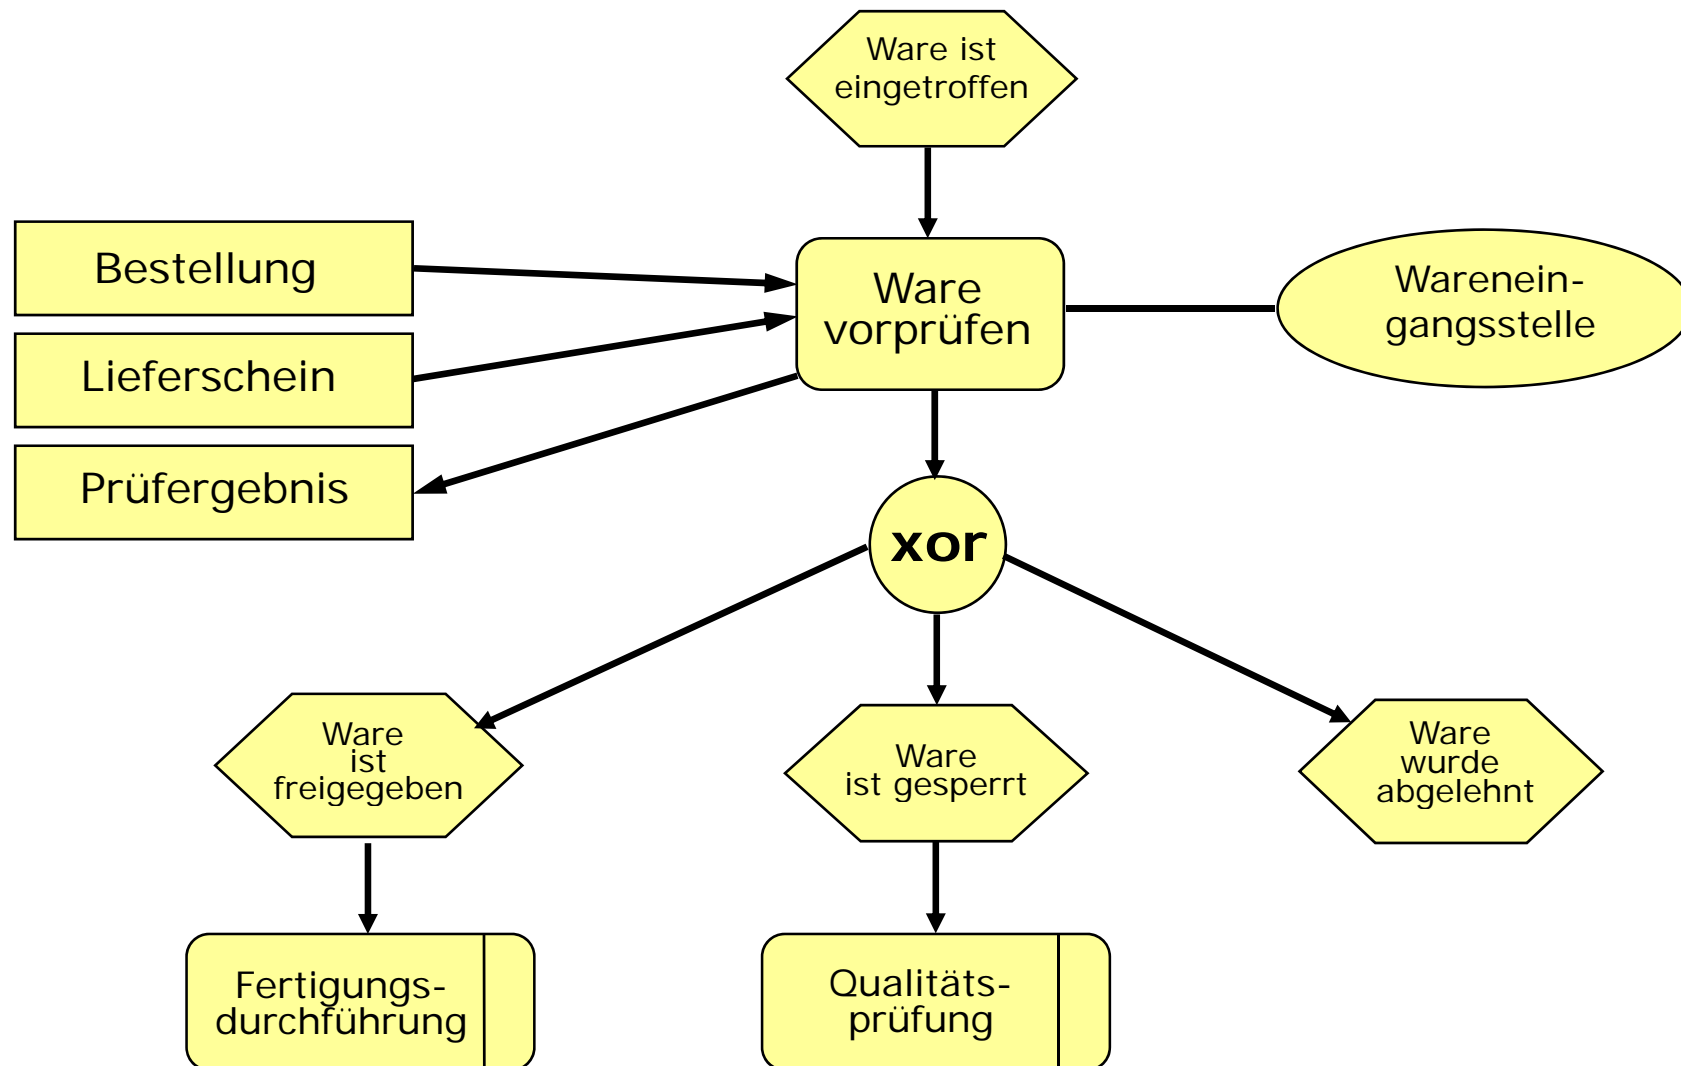 Ware ist
eingetroffen
Bestellung
Lieferschein
Prüfergebnis
Ware
vorprüfen
Warenein-
gangsstelle
xor
Ware
ist
freigegeben
Ware
ist gesperrt
Ware
wurde
abgelehnt
Fertigungs-
durchführung
Qualitäts-
prüfung